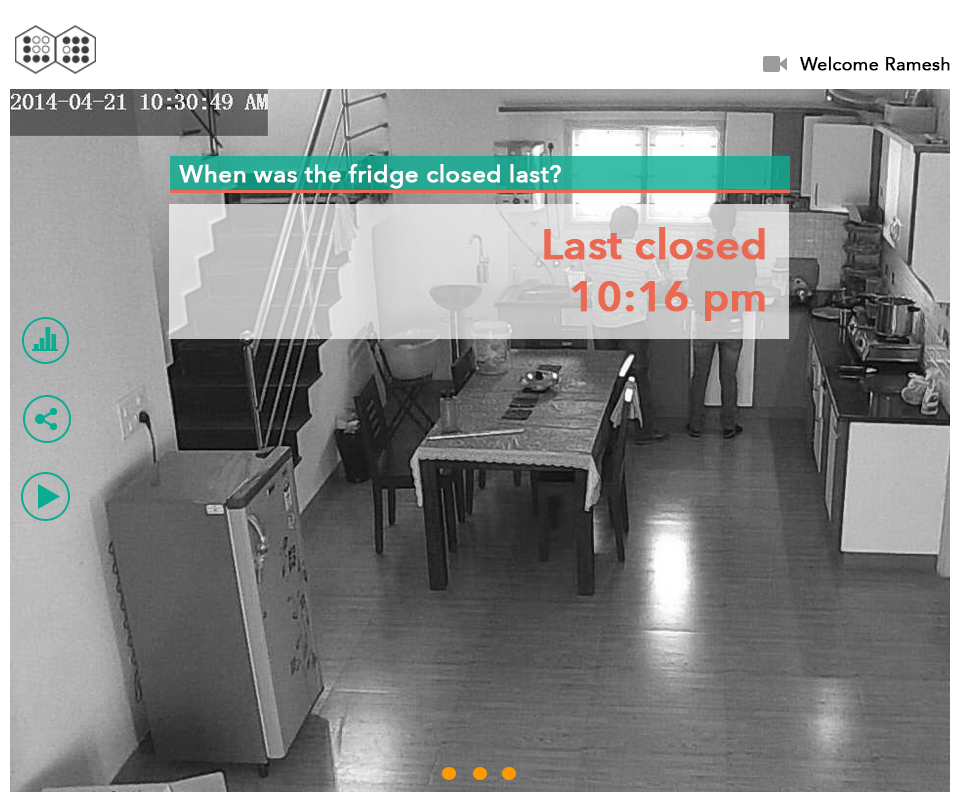 Welcome Ramesh
2014-04-21 10:30:49 AM
When was the fridge closed last?
Last closed
10:16 pm